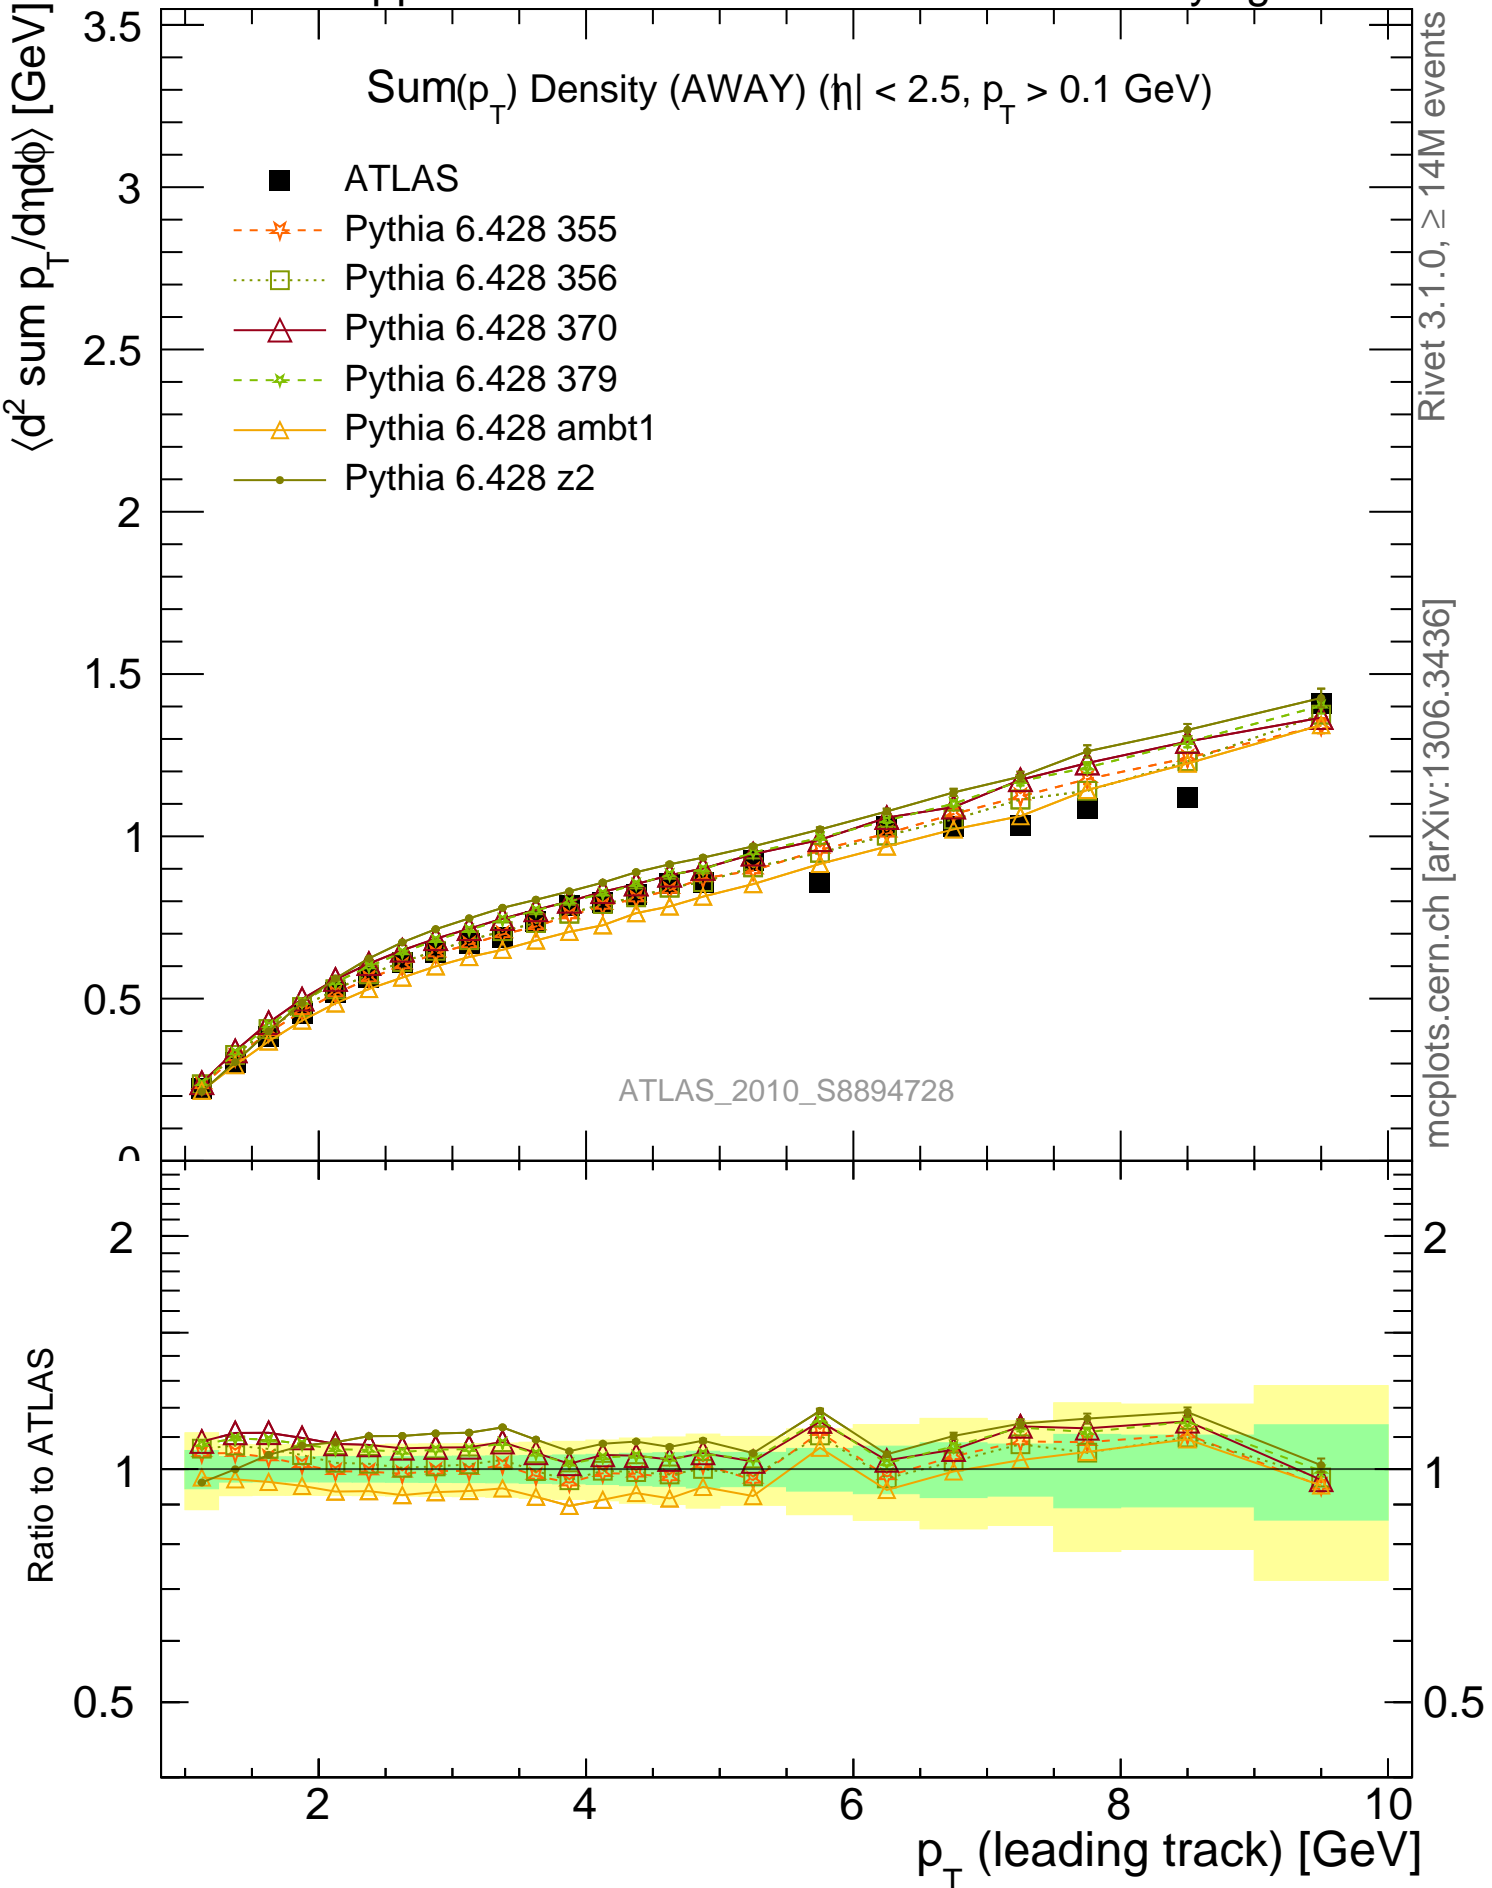 Sum(p_T) Density (AWAY) (|η| < 2.5, p_T > 0.1 GeV)
⟨d² sum p_T/dηdϕ⟩ [GeV]
ATLAS
Pythia 6.428 355
Pythia 6.428 356
Pythia 6.428 370
Pythia 6.428 379
Pythia 6.428 ambt1
Pythia 6.428 z2
3.5
3
2.5
2
1.5
1
0.5
0
ATLAS_2010_S8894728
Rivet 3.1.0, ≥ 14M events
mcplots.cern.ch [arXiv:1306.3436]
Ratio to ATLAS
2
1
0.5
2
1
0.5
2
4
6
8
10
p_T (leading track) [GeV]